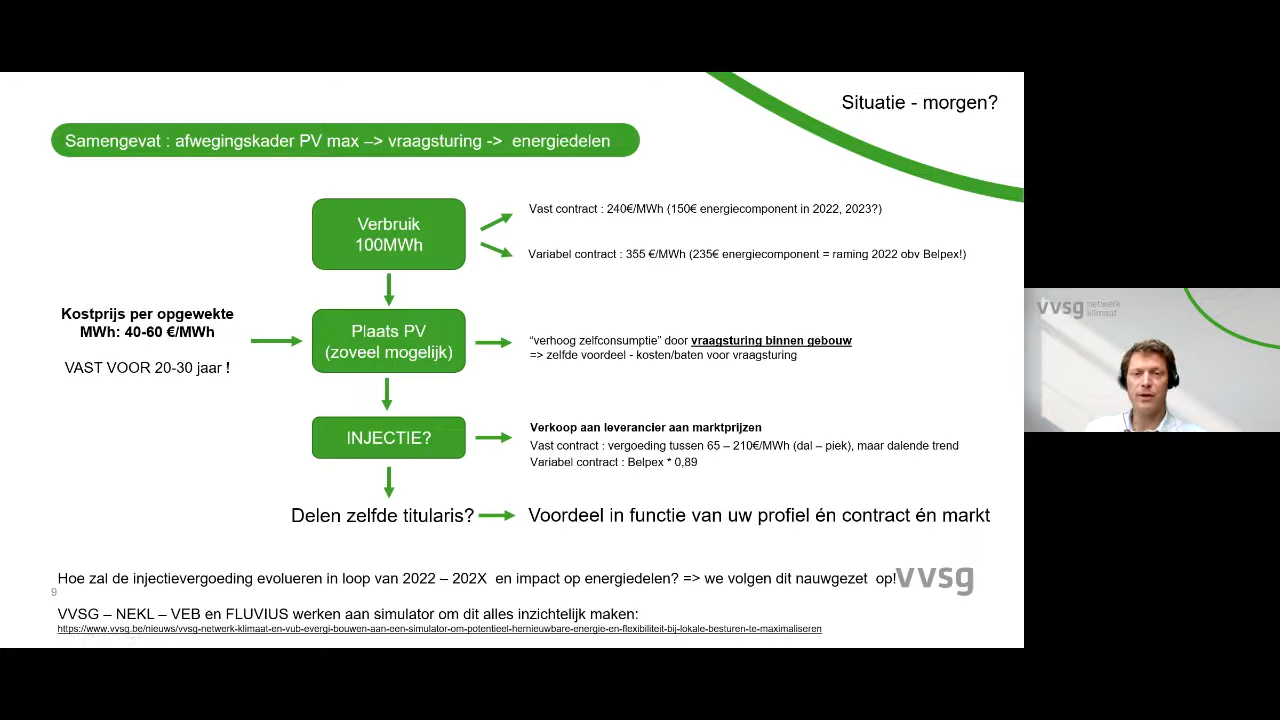 Situatie - morgen?
Samengevat : afwegingskader PV max –> vraagsturing -> energiedelen
Verbruik
100MWh
Vast contract : 240€/MWh (150€ energiecomponent in 2022, 2023?)
Variabel contract : 355 €/MWh (235€ energiecomponent = raming 2022 obv Belpex!)
Kostprijs per opgewekte
MWh: 40-60 €/MWh
VAST VOOR 20-30 jaar !
Plaats PV
(zoveel mogelijk)
“verhoog zelfconsumptie” door vraagsturing binnen gebouw
=> zelfde voordeel - kosten/baten voor vraagsturing
INJECTIE?
Verkoop aan leverancier aan marktprijzen
Vast contract : vergoeding tussen 65 – 210€/MWh (dal – piek), maar dalende trend
Variabel contract : Belpex * 0,89
Delen zelfde titularis?
Voordeel in functie van uw profiel én contract én markt
Hoe zal de injectievergoeding evolueren in loop van 2022 – 202X en impact op energiedelen? => we volgen dit nauwgezet op!
vvsg
9
VVSG – NEKL – VEB en FLUVIUS werken aan simulator om dit alles inzichtelijk maken:
https://www.vvsg.be/nieuws/vvsg-netwerk-klimaat-en-vub-evergi-bouwen-aan-een-simulator-om-potentieel-hernieuwbare-energie-en-flexibiliteit-bij-lokale-besturen-te-maximaliseren
vvsg netwerk
klimaat